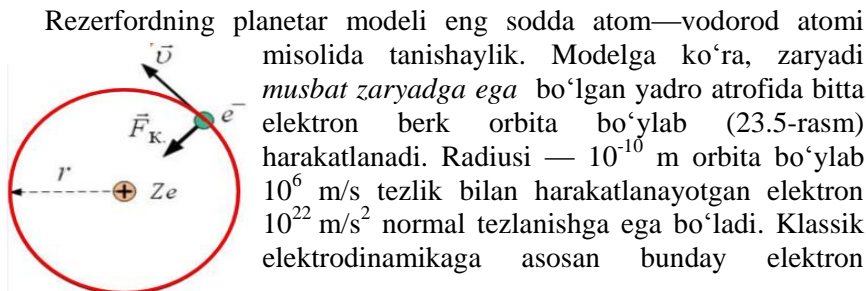 Rezerfordning planetar modeli eng sodda atom—vodorod atomi
misolida tanishaylik. Modelga ko‘ra, zaryadi
musbat zaryadga ega bo‘lgan yadro atrofida bitta
elektron berk orbita bo‘ylab (23.5-rasm)
harakatlanadi. Radiusi — 10⁻¹⁰ m orbita bo‘ylab
10⁶ m/s tezlik bilan harakatlanayotgan elektron
10²² m/s² normal tezlanishga ega bo‘ladi. Klassik
elektrodinamikaga asosan bunday elektron
υ⃗
e⁻
F⃗ₖ.
r
+ Ze